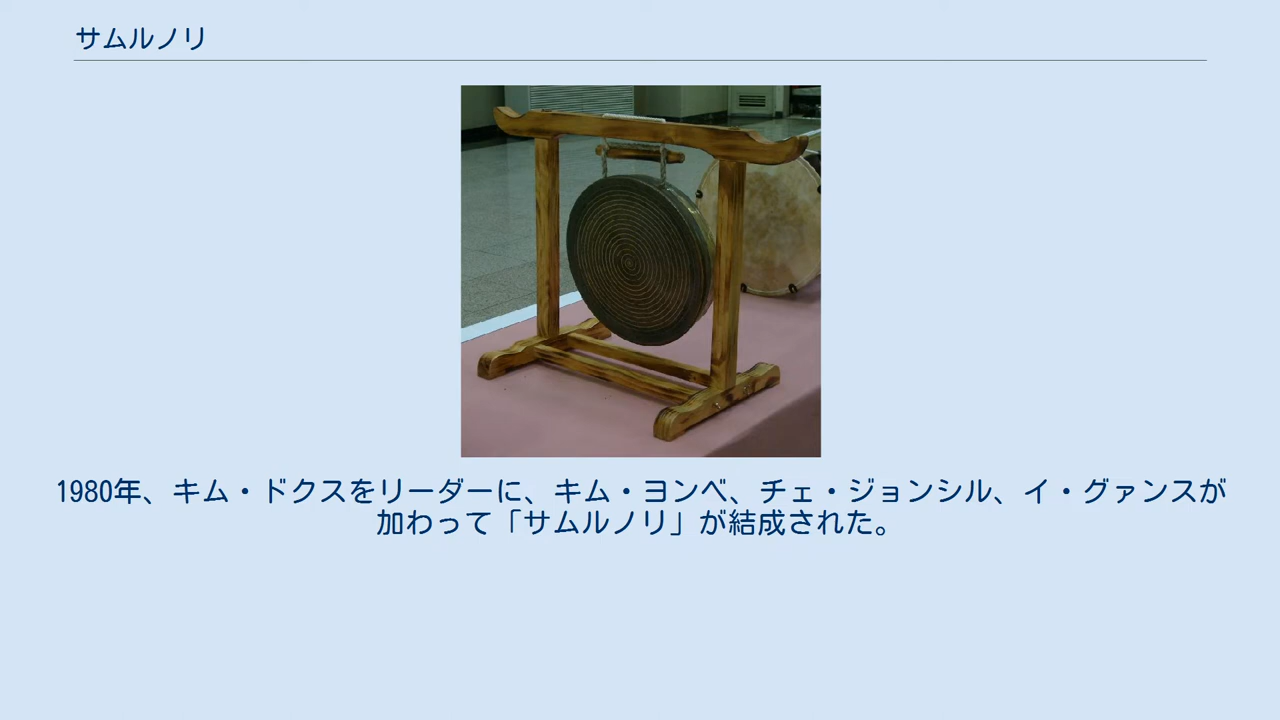 サムルノリ
1980年、キム・ドクスをリーダーに、キム・ヨンベ、チェ・ジョンシル、イ・グァンスが
加わって「サムルノリ」が結成された。